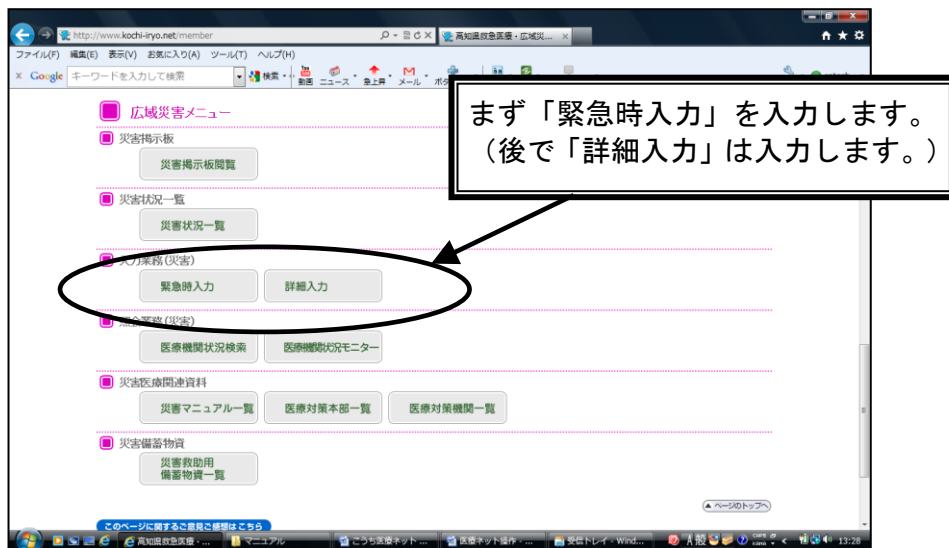 http://www.kochi-iryo.net/member
高知県救急医療・広域災...
ファイル(F) 編集(E) 表示(V) お気に入り(A) ツール(T) ヘルプ(H)
x Google キーワードを入力して検索 検索 動画 ニュース 急上昇 メール
まず「緊急時入力」を入力します。
（後で「詳細入力」は入力します。）
広域災害メニュー
災害掲示板
災害掲示板閲覧
災害状況一覧
災害状況一覧
入力業務(災害)
緊急時入力 詳細入力
照会業務(災害)
医療機関状況検索 医療機関状況モニター
災害医療関連資料
災害マニュアル一覧 医療対策本部一覧 医療対策機関一覧
災害備蓄物資
災害救助用
備蓄物資一覧
ページのトップへ
このページに関するご意見ご感想はこちら
高知県救急医療・... マニュアル こうち医療ネット ... 医療ネット操作 - ... 受信トレイ - Wind... A 般 13:28